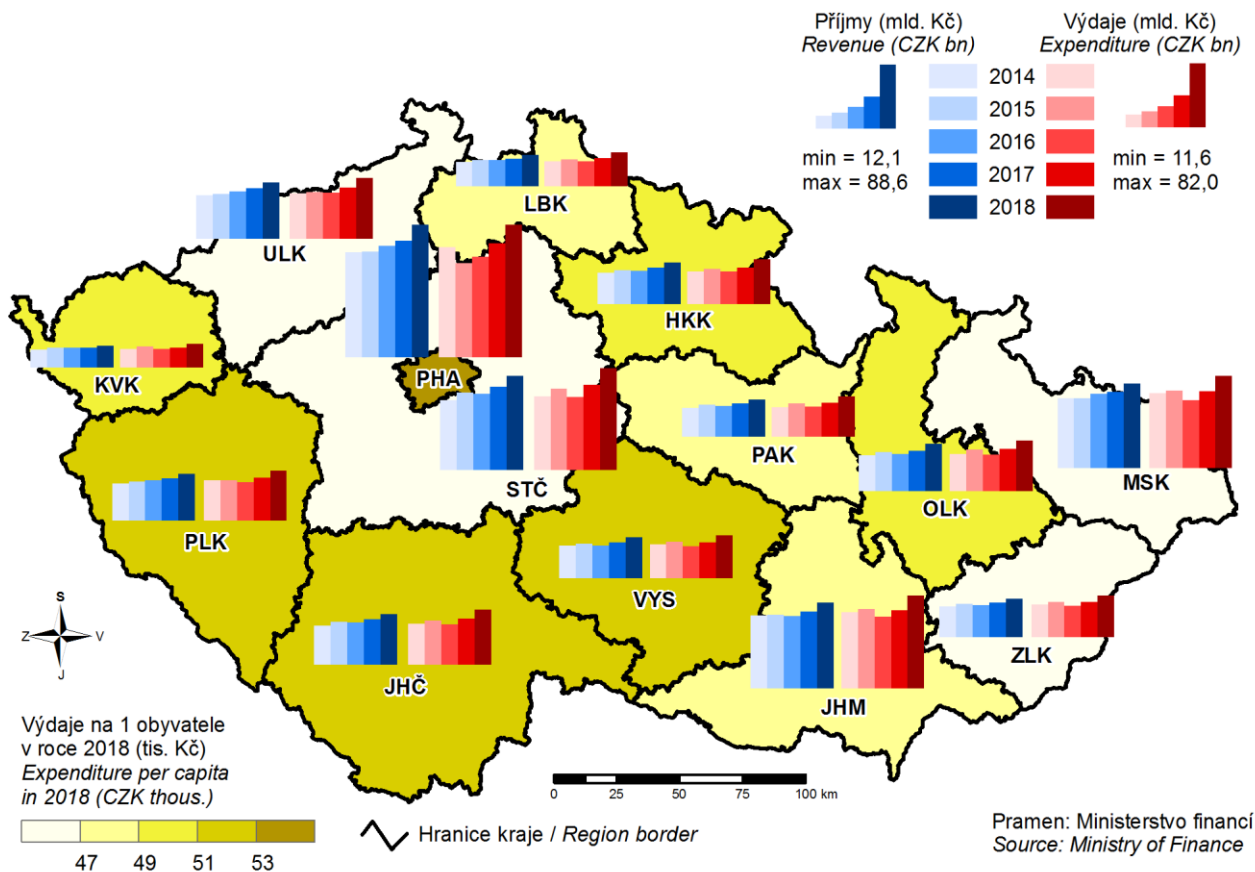 Příjmy (mld. Kč)
Revenue (CZK bn)
Výdaje (mld. Kč)
Expenditure (CZK bn)
2014
2015
2016
2017
2018
min = 12,1
max = 88,6
min = 11,6
max = 82,0
LBK
ULK
HKK
KVK
PHA
PAK
STČ
MSK
OLK
PLK
VYS
ZLK
JHČ
JHM
S
Z
V
J
Výdaje na 1 obyvatele
v roce 2018 (tis. Kč)
Expenditure per capita
in 2018 (CZK thous.)
47 49 51 53
0 25 50 75 100 km
Hranice kraje / Region border
Pramen: Ministerstvo financí
Source: Ministry of Finance